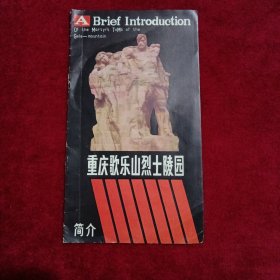 A Brief Introduction
Of the Martyrs Tomb of the
Gele—mountain
重庆歌乐山烈士陵园
简介